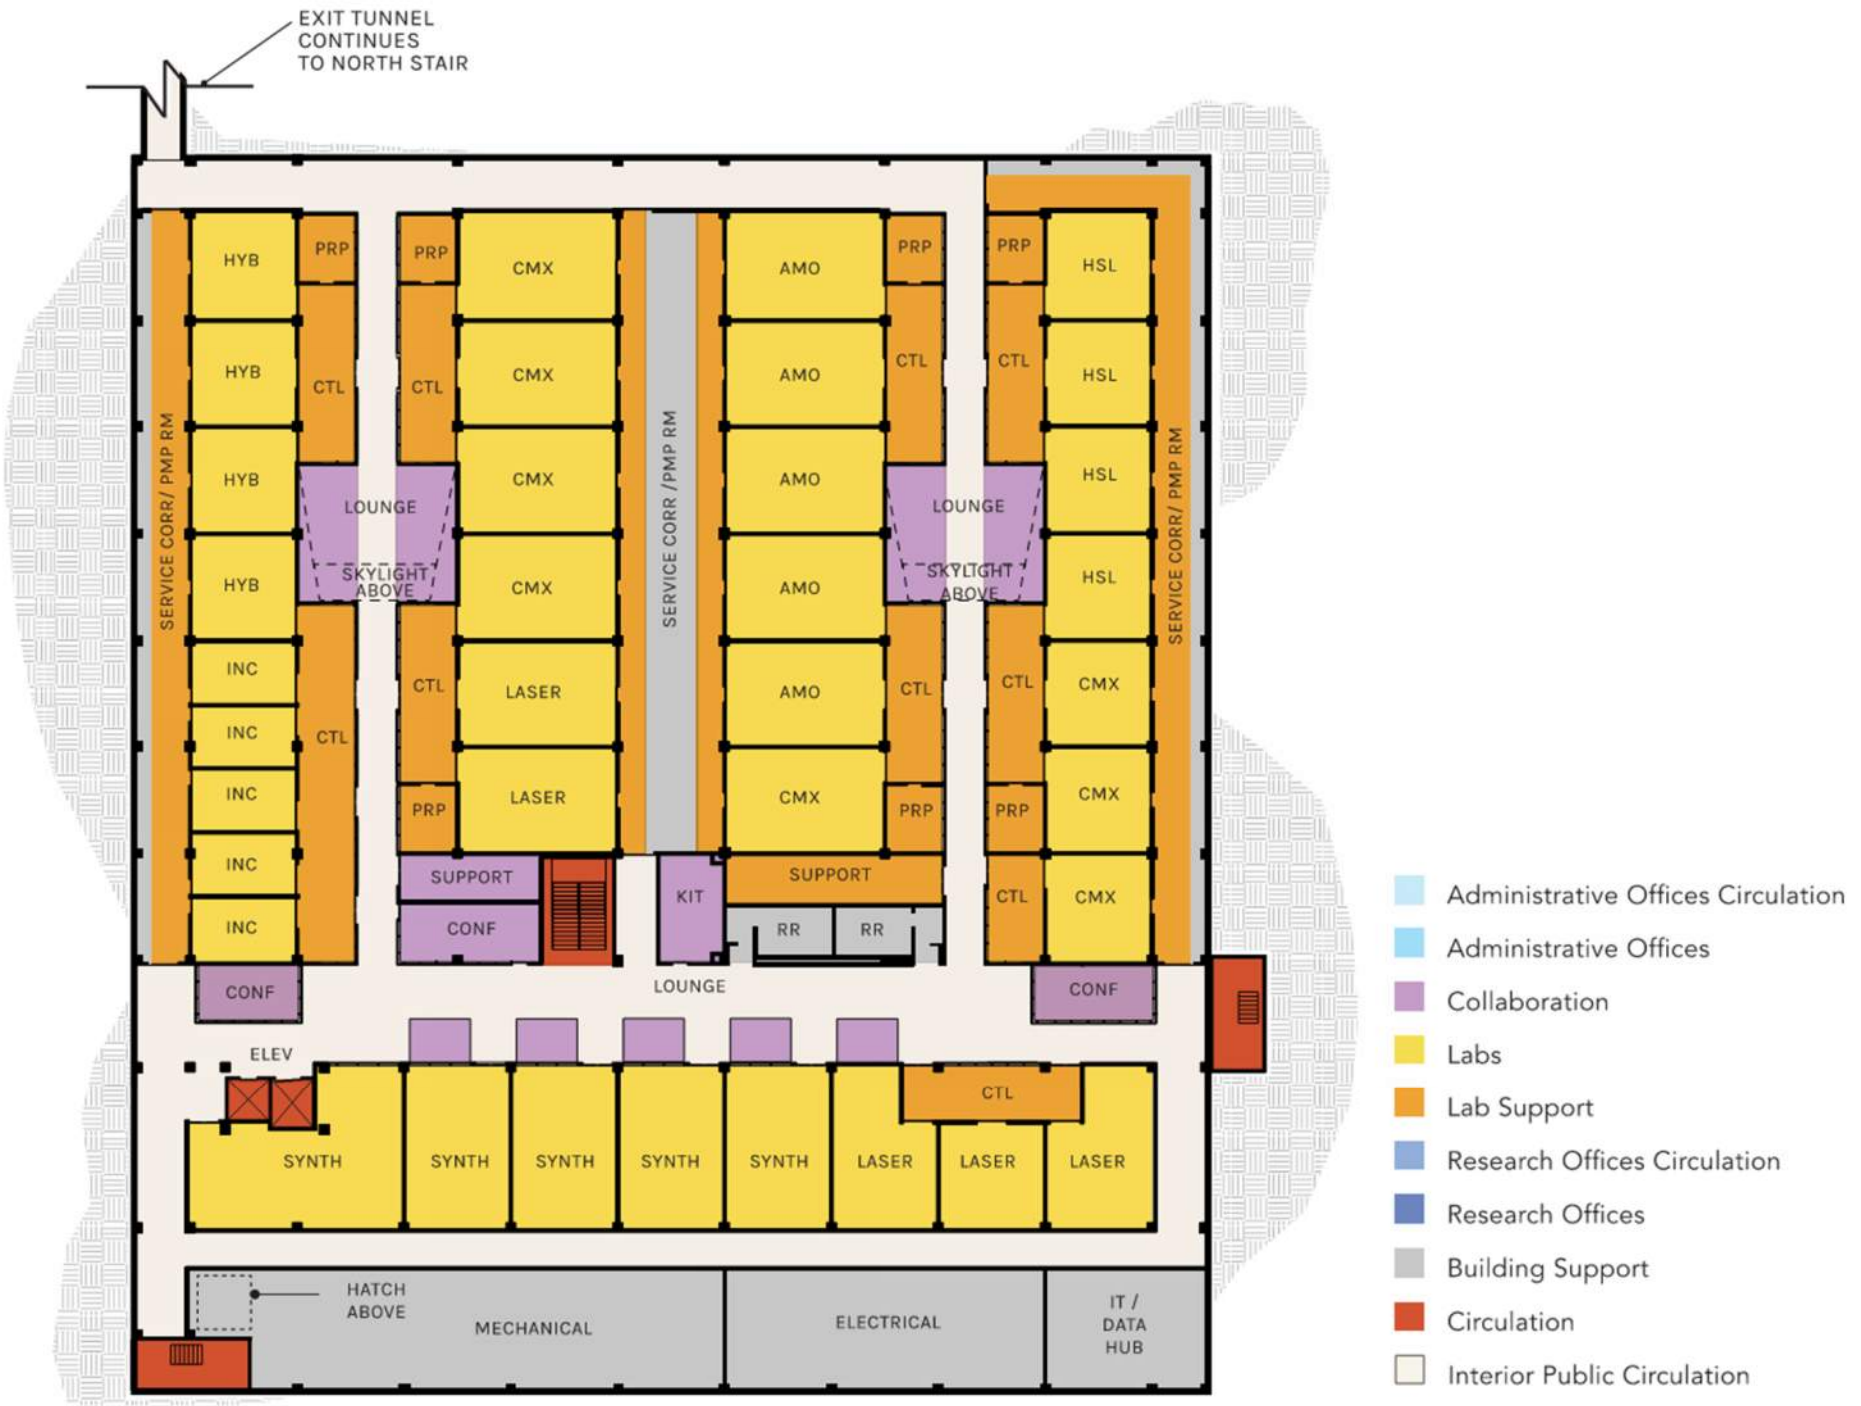 EXIT TUNNEL
CONTINUES
TO NORTH STAIR
HYB
PRP
PRP
CMX
AMO
PRP
PRP
HSL
HYB
CTL
CTL
CMX
AMO
CTL
CTL
HSL
SERVICE CORR/ PMP RM
HYB
LOUNGE
CMX
SERVICE CORR /PMP RM
AMO
LOUNGE
HSL
SERVICE CORR/ PMP RM
HYB
SKYLIGHT
ABOVE
CMX
AMO
SKYLIGHT
ABOVE
HSL
INC
CTL
LASER
AMO
CTL
CTL
CMX
INC
CTL
INC
PRP
LASER
CMX
PRP
PRP
CMX
INC
SUPPORT
SUPPORT
KIT
CTL
CMX
INC
CONF
RR
RR
CONF
LOUNGE
CONF
ELEV
CTL
SYNTH
SYNTH
SYNTH
SYNTH
SYNTH
LASER
LASER
LASER
HATCH
ABOVE
MECHANICAL
ELECTRICAL
IT /
DATA
HUB
Administrative Offices Circulation
Administrative Offices
Collaboration
Labs
Lab Support
Research Offices Circulation
Research Offices
Building Support
Circulation
Interior Public Circulation